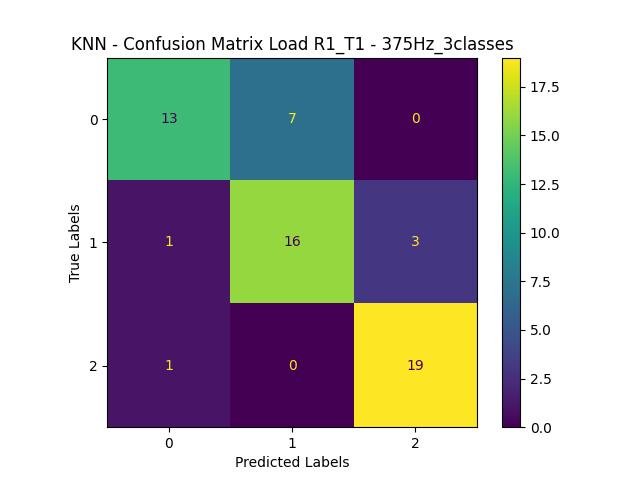 KNN - Confusion Matrix Load R1_T1 - 375Hz_3classes
True Labels
0 13 7 0
1 1 16 3
2 1 0 19
0 1 2
Predicted Labels
17.5
15.0
12.5
10.0
7.5
5.0
2.5
0.0